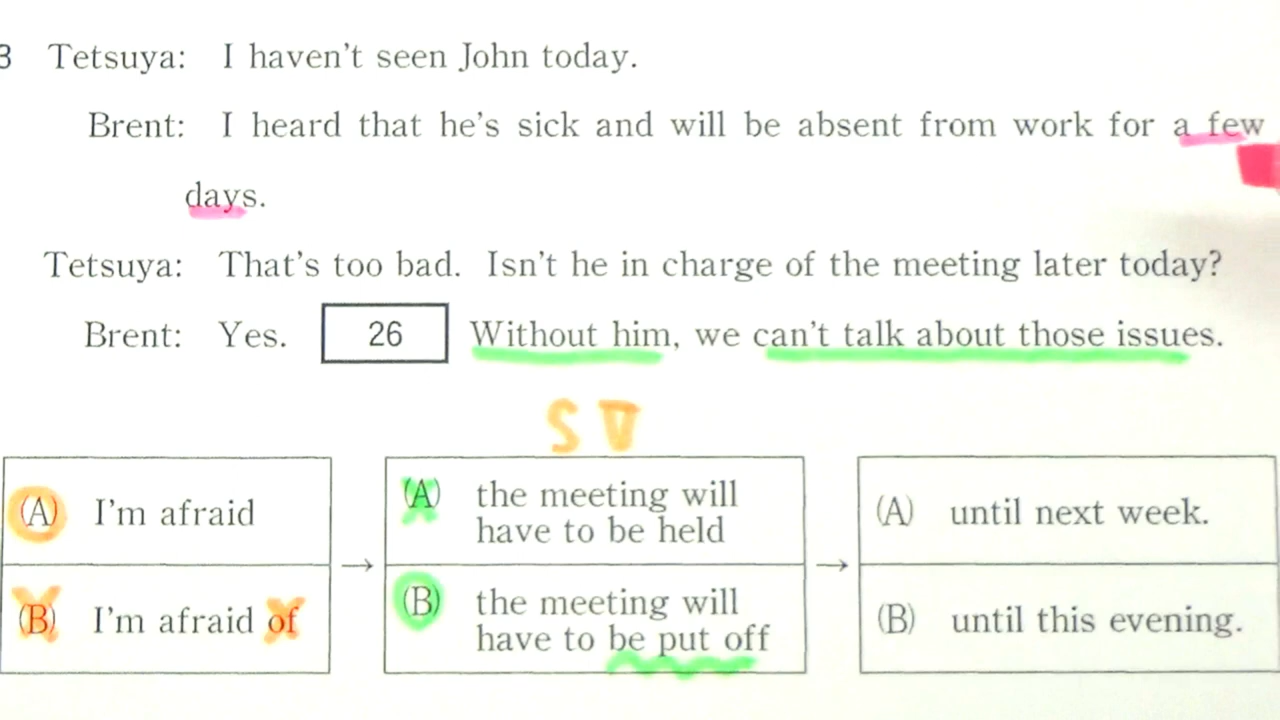 3 Tetsuya: I haven't seen John today.
Brent: I heard that he's sick and will be absent from work for a few
days.
Tetsuya: That's too bad. Isn't he in charge of the meeting later today?
Brent: Yes. 26 Without him, we can't talk about those issues.
S V
(A) I'm afraid
(B) I'm afraid of
→
(A) the meeting will
have to be held
(B) the meeting will
have to be put off
→
(A) until next week.
(B) until this evening.